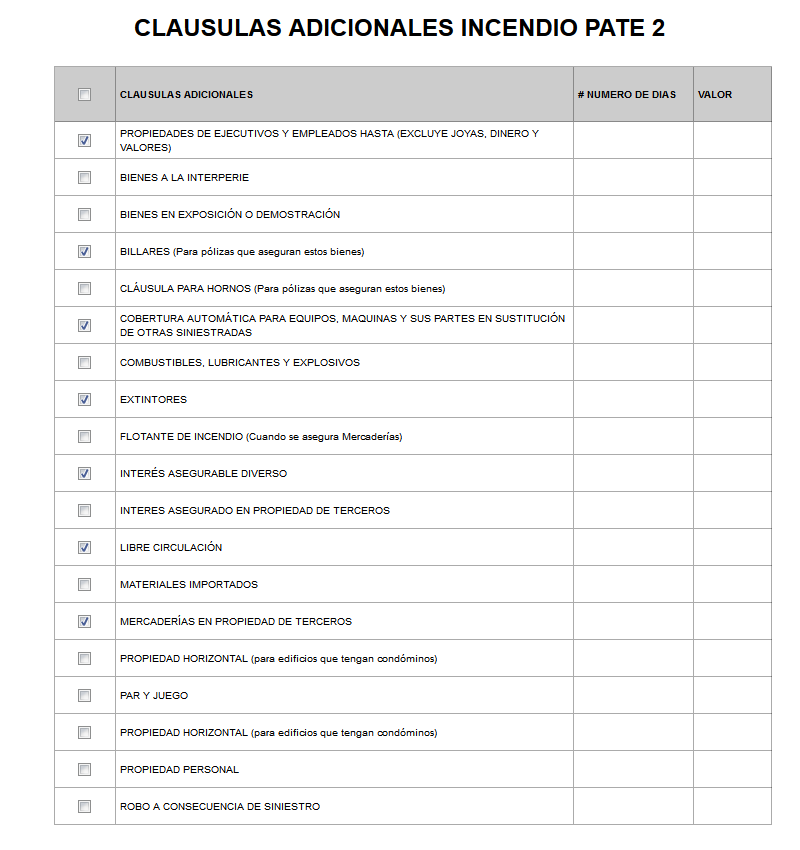 CLAUSULAS ADICIONALES INCENDIO PATE 2
CLAUSULAS ADICIONALES # NUMERO DE DIAS VALOR
PROPIEDADES DE EJECUTIVOS Y EMPLEADOS HASTA (EXCLUYE JOYAS, DINERO Y
VALORES)
BIENES A LA INTERPERIE
BIENES EN EXPOSICIÓN O DEMOSTRACIÓN
BILLARES (Para pólizas que aseguran estos bienes)
CLÁUSULA PARA HORNOS (Para pólizas que aseguran estos bienes)
COBERTURA AUTOMÁTICA PARA EQUIPOS, MAQUINAS Y SUS PARTES EN SUSTITUCIÓN
DE OTRAS SINIESTRADAS
COMBUSTIBLES, LUBRICANTES Y EXPLOSIVOS
EXTINTORES
FLOTANTE DE INCENDIO (Cuando se asegura Mercaderías)
INTERÉS ASEGURABLE DIVERSO
INTERES ASEGURADO EN PROPIEDAD DE TERCEROS
LIBRE CIRCULACIÓN
MATERIALES IMPORTADOS
MERCADERÍAS EN PROPIEDAD DE TERCEROS
PROPIEDAD HORIZONTAL (para edificios que tengan condóminos)
PAR Y JUEGO
PROPIEDAD HORIZONTAL (para edificios que tengan condóminos)
PROPIEDAD PERSONAL
ROBO A CONSECUENCIA DE SINIESTRO